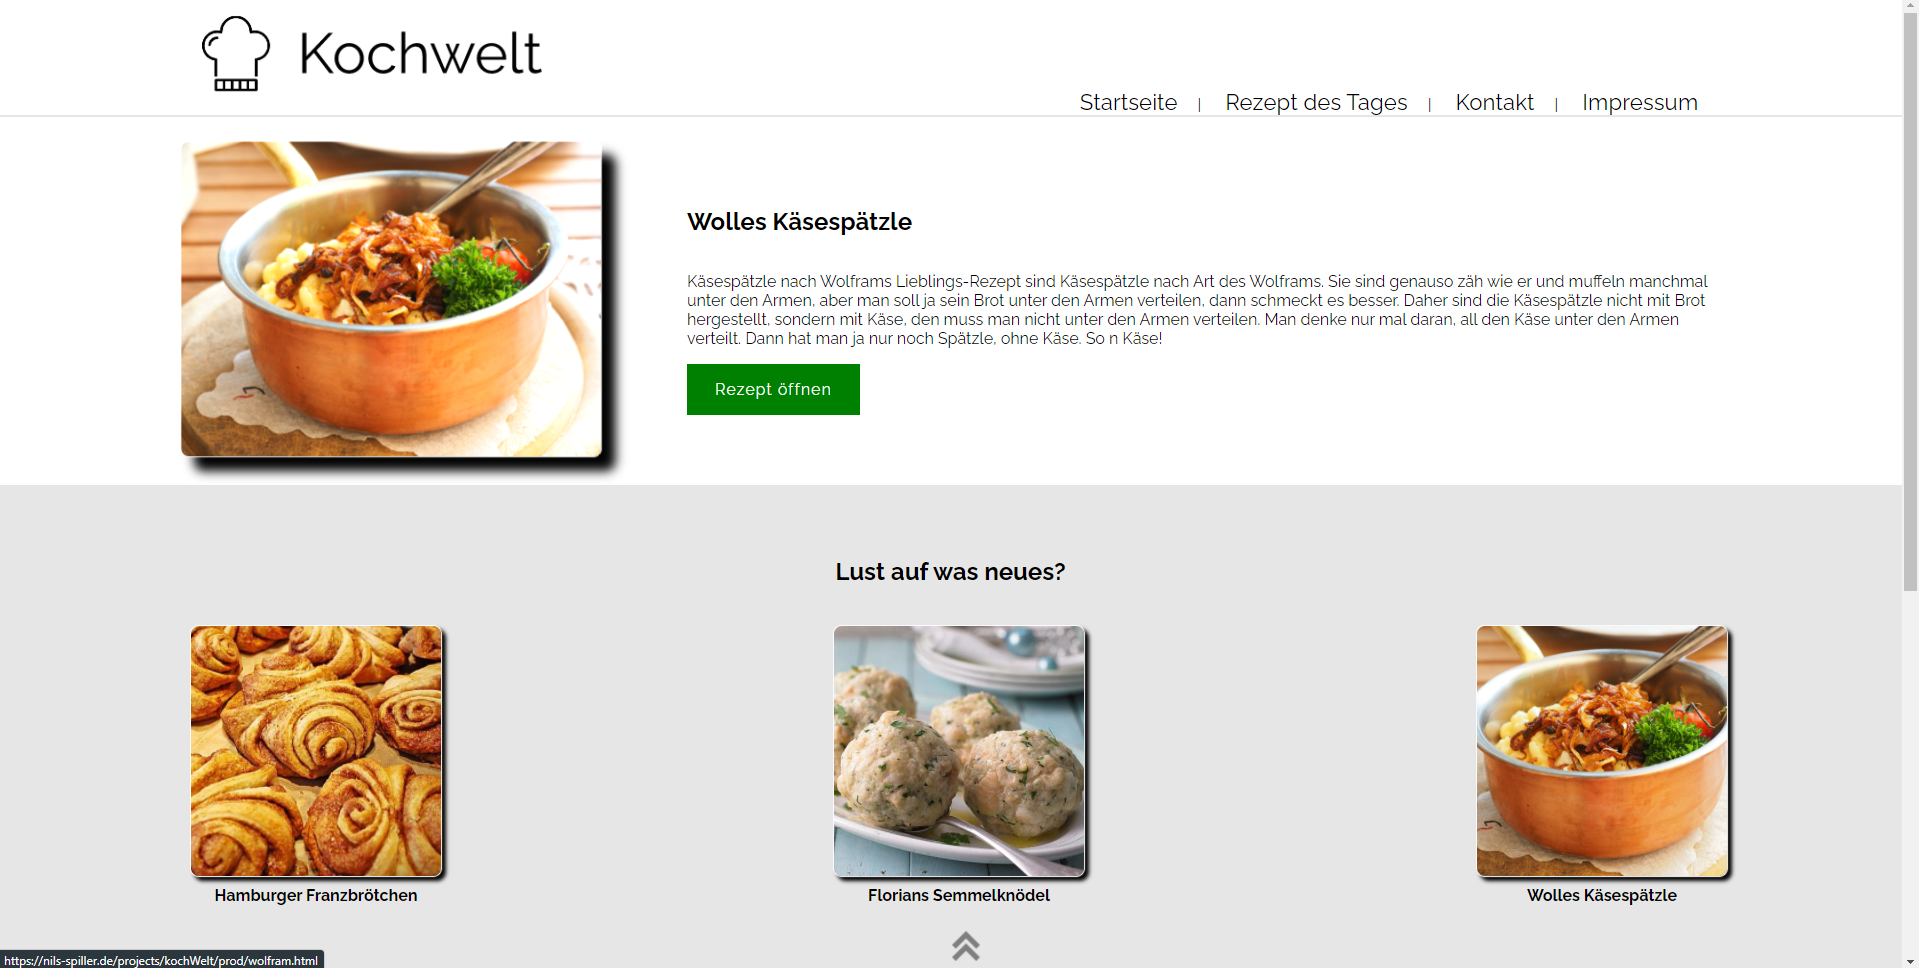 Kochwelt
Startseite | Rezept des Tages | Kontakt | Impressum
Wolles Käsespätzle
Käsespätzle nach Wolframs Lieblings-Rezept sind Käsespätzle nach Art des Wolframs. Sie sind genauso zäh wie er und muffeln manchmal
unter den Armen, aber man soll ja sein Brot unter den Armen verteilen, dann schmeckt es besser. Daher sind die Käsespätzle nicht mit Brot
hergestellt, sondern mit Käse, den muss man nicht unter den Armen verteilen. Man denke nur mal daran, all den Käse unter den Armen
verteilt. Dann hat man ja nur noch Spätzle, ohne Käse. So n Käse!
Rezept öffnen
Lust auf was neues?
Hamburger Franzbrötchen
Florians Semmelknödel
Wolles Käsespätzle
https://nils-spiller.de/projects/kochWelt/prod/wolfram.html